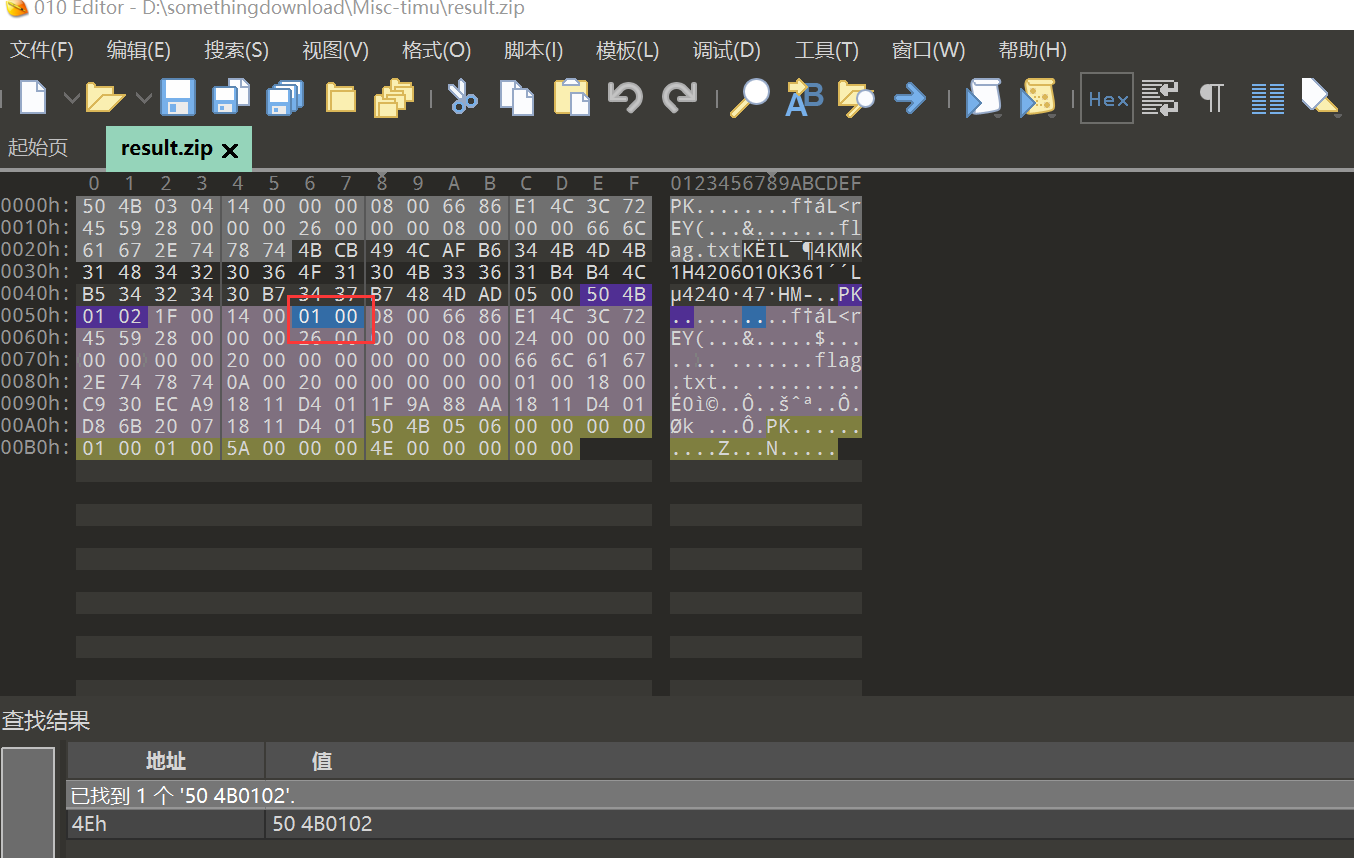 010 Editor - D:\somethingdownload\Misc-timu\result.zip
文件(F) 编辑(E) 搜索(S) 视图(V) 格式(O) 脚本(I) 模板(L) 调试(D) 工具(T) 窗口(W) 帮助(H)
Hex
起始页 result.zip
0 1 2 3 4 5 6 7 8 9 A B C D E F 0123456789ABCDEF
0000h: 50 4B 03 04 14 00 00 00 08 00 66 86 E1 4C 3C 72 PK........f†áL<r
0010h: 45 59 28 00 00 00 26 00 00 00 08 00 00 00 66 6C EY(...&.......fl
0020h: 61 67 2E 74 78 74 4B CB 49 4C AF B6 34 4B 4D 4B ag.txtKËIL¯¶4KMK
0030h: 31 48 34 32 30 36 4F 31 30 4B 33 36 31 B4 B4 4C 1H4206O10K361´´L
0040h: B5 34 32 34 30 B7 34 37 B7 48 4D AD 05 00 50 4B µ4240·47·HM-..PK
0050h: 01 02 1F 00 14 00 01 00 08 00 66 86 E1 4C 3C 72 ..........f†áL<r
0060h: 45 59 28 00 00 00 26 00 00 00 08 00 24 00 00 00 EY(...&.....$...
0070h: 00 00 00 00 20 00 00 00 00 00 00 00 66 6C 61 67 .... .......flag
0080h: 2E 74 78 74 0A 00 20 00 00 00 00 00 01 00 18 00 .txt.. .........
0090h: C9 30 EC A9 18 11 D4 01 1F 9A 88 AA 18 11 D4 01 É0ì©..Ô..šˆª..Ô.
00A0h: D8 6B 20 07 18 11 D4 01 50 4B 05 06 00 00 00 00 Øk ...Ô.PK......
00B0h: 01 00 01 00 5A 00 00 00 4E 00 00 00 00 00 ....Z...N.....
查找结果
地址 值
已找到 1 个 '50 4B0102'.
4Eh 50 4B0102